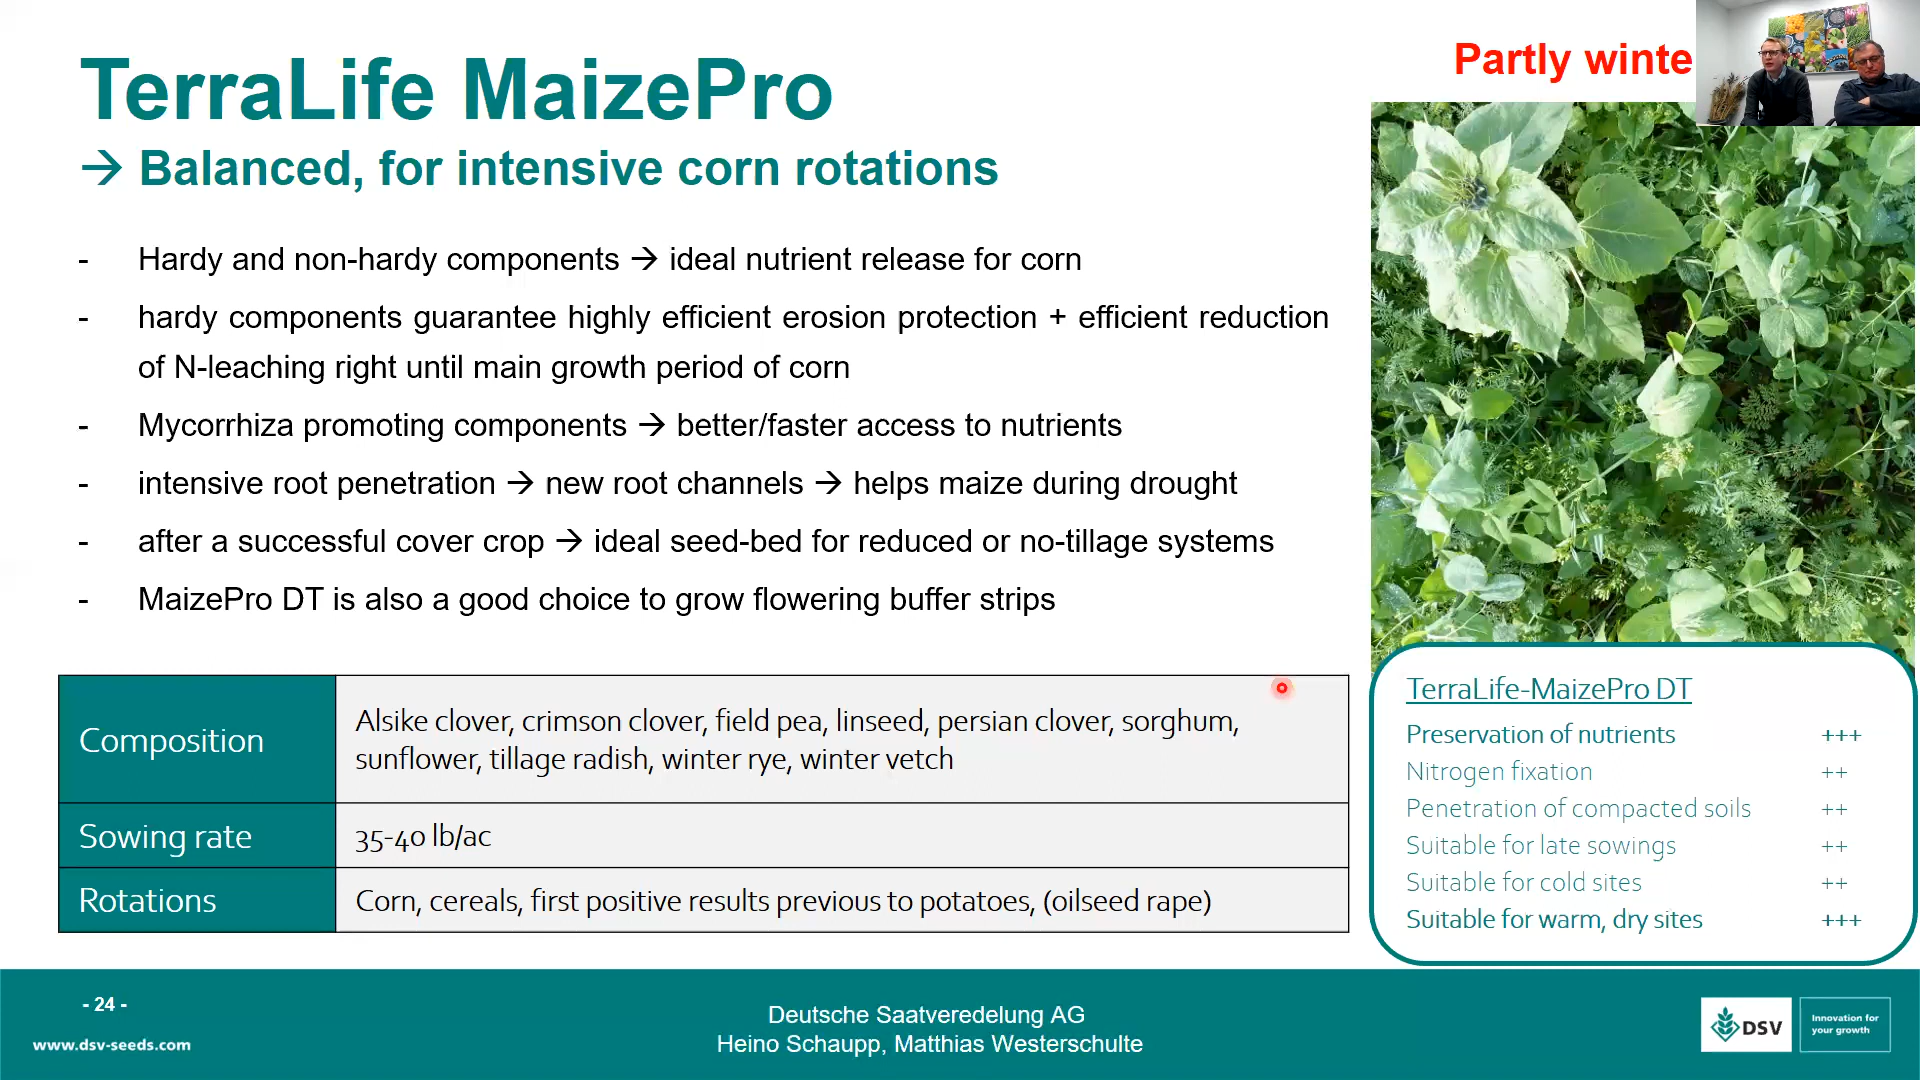 TerraLife MaizePro
→ Balanced, for intensive corn rotations
Partly winte
- Hardy and non-hardy components → ideal nutrient release for corn
- hardy components guarantee highly efficient erosion protection + efficient reduction
of N-leaching right until main growth period of corn
- Mycorrhiza promoting components → better/faster access to nutrients
- intensive root penetration → new root channels → helps maize during drought
- after a successful cover crop → ideal seed-bed for reduced or no-tillage systems
- MaizePro DT is also a good choice to grow flowering buffer strips
Composition
Alsike clover, crimson clover, field pea, linseed, persian clover, sorghum,
sunflower, tillage radish, winter rye, winter vetch
Sowing rate
35-40 lb/ac
Rotations
Corn, cereals, first positive results previous to potatoes, (oilseed rape)
TerraLife-MaizePro DT
Preservation of nutrients +++
Nitrogen fixation ++
Penetration of compacted soils ++
Suitable for late sowings ++
Suitable for cold sites ++
Suitable for warm, dry sites +++
- 24 -
www.dsv-seeds.com
Deutsche Saatveredelung AG
Heino Schaupp, Matthias Westerschulte
DSV
Innovation for
your growth